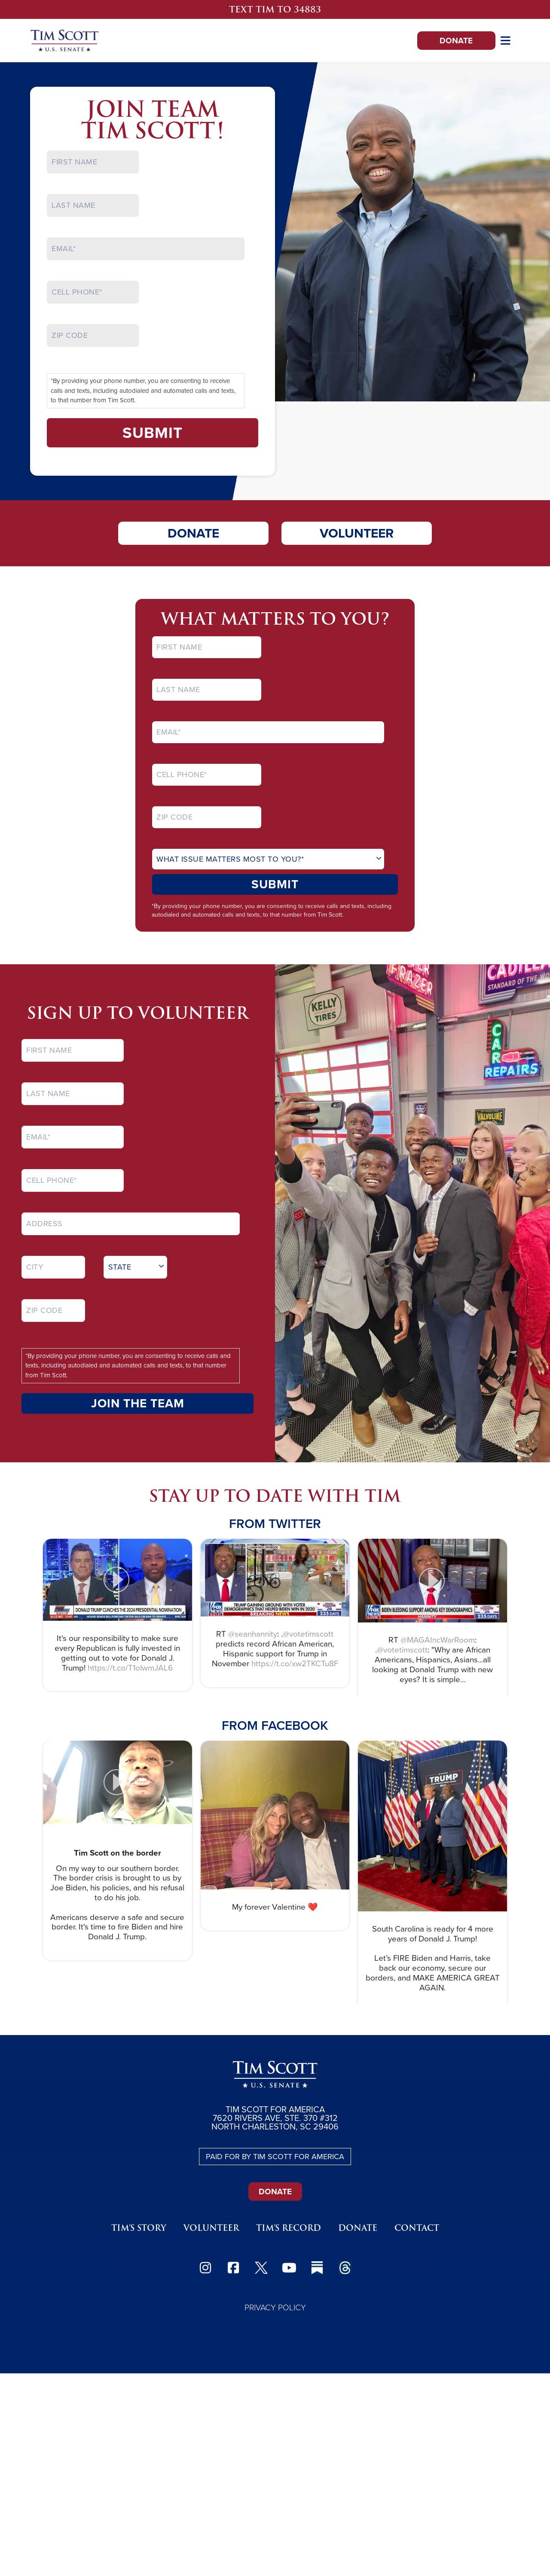 TEXT TIM TO 34883
TIM SCOTT
U.S. SENATE
DONATE
JOIN TEAM
TIM SCOTT!
FIRST NAME
LAST NAME
EMAIL*
CELL PHONE*
ZIP CODE
*By providing your phone number, you are consenting to receive
calls and texts, including autodialed and automated calls and texts,
to that number from Tim Scott.
SUBMIT
DONATE
VOLUNTEER
WHAT MATTERS TO YOU?
FIRST NAME
LAST NAME
EMAIL*
CELL PHONE*
ZIP CODE
WHAT ISSUE MATTERS MOST TO YOU?*
SUBMIT
*By providing your phone number, you are consenting to receive calls and texts, including
autodialed and automated calls and texts, to that number from Tim Scott.
SIGN UP TO VOLUNTEER
FIRST NAME
LAST NAME
EMAIL*
CELL PHONE*
ADDRESS
CITY
STATE
ZIP CODE
*By providing your phone number, you are consenting to receive calls and
texts, including autodialed and automated calls and texts, to that number
from Tim Scott.
JOIN THE TEAM
FRAZER
CADILLAC
STANDARD OF THE
KELLY
TIRES
CAR
REPAIRS
VALVOLINE
STAY UP TO DATE WITH TIM
FROM TWITTER
DONALD TRUMP CLINCHES THE 2024 PRESIDENTIAL NOMINATION
It's our responsibility to make sure
every Republican is fully invested in
getting out to vote for Donald J.
Trump! https://t.co/T1olwmJAL6
TRUMP GAINING GROUND WITH VOTER
DEMOGRAPHICS THAT HELPED BIDEN WIN IN 2020
BREAKING NEWS
RT @seanhannity: .@votetimscott
predicts record African American,
Hispanic support for Trump in
November https://t.co/xw2TKCTu8F
BIDEN BLEEDING SUPPORT AMONG KEY DEMOGRAPHICS
HANNITY
RT @MAGAIncWarRoom:
.@votetimscott: "Why are African
Americans, Hispanics, Asians...all
looking at Donald Trump with new
eyes? It is simple...
FROM FACEBOOK
Tim Scott on the border
On my way to our southern border.
The border crisis is brought to us by
Joe Biden, his policies, and his refusal
to do his job.
Americans deserve a safe and secure
border. It's time to fire Biden and hire
Donald J. Trump.
My forever Valentine ❤️
TRUMP
South Carolina is ready for 4 more
years of Donald J. Trump!
Let's FIRE Biden and Harris, take
back our economy, secure our
borders, and MAKE AMERICA GREAT
AGAIN.
TIM SCOTT
U.S. SENATE
TIM SCOTT FOR AMERICA
7620 RIVERS AVE, STE. 370 #312
NORTH CHARLESTON, SC 29406
PAID FOR BY TIM SCOTT FOR AMERICA
DONATE
TIM'S STORY
VOLUNTEER
TIM'S RECORD
DONATE
CONTACT
PRIVACY POLICY